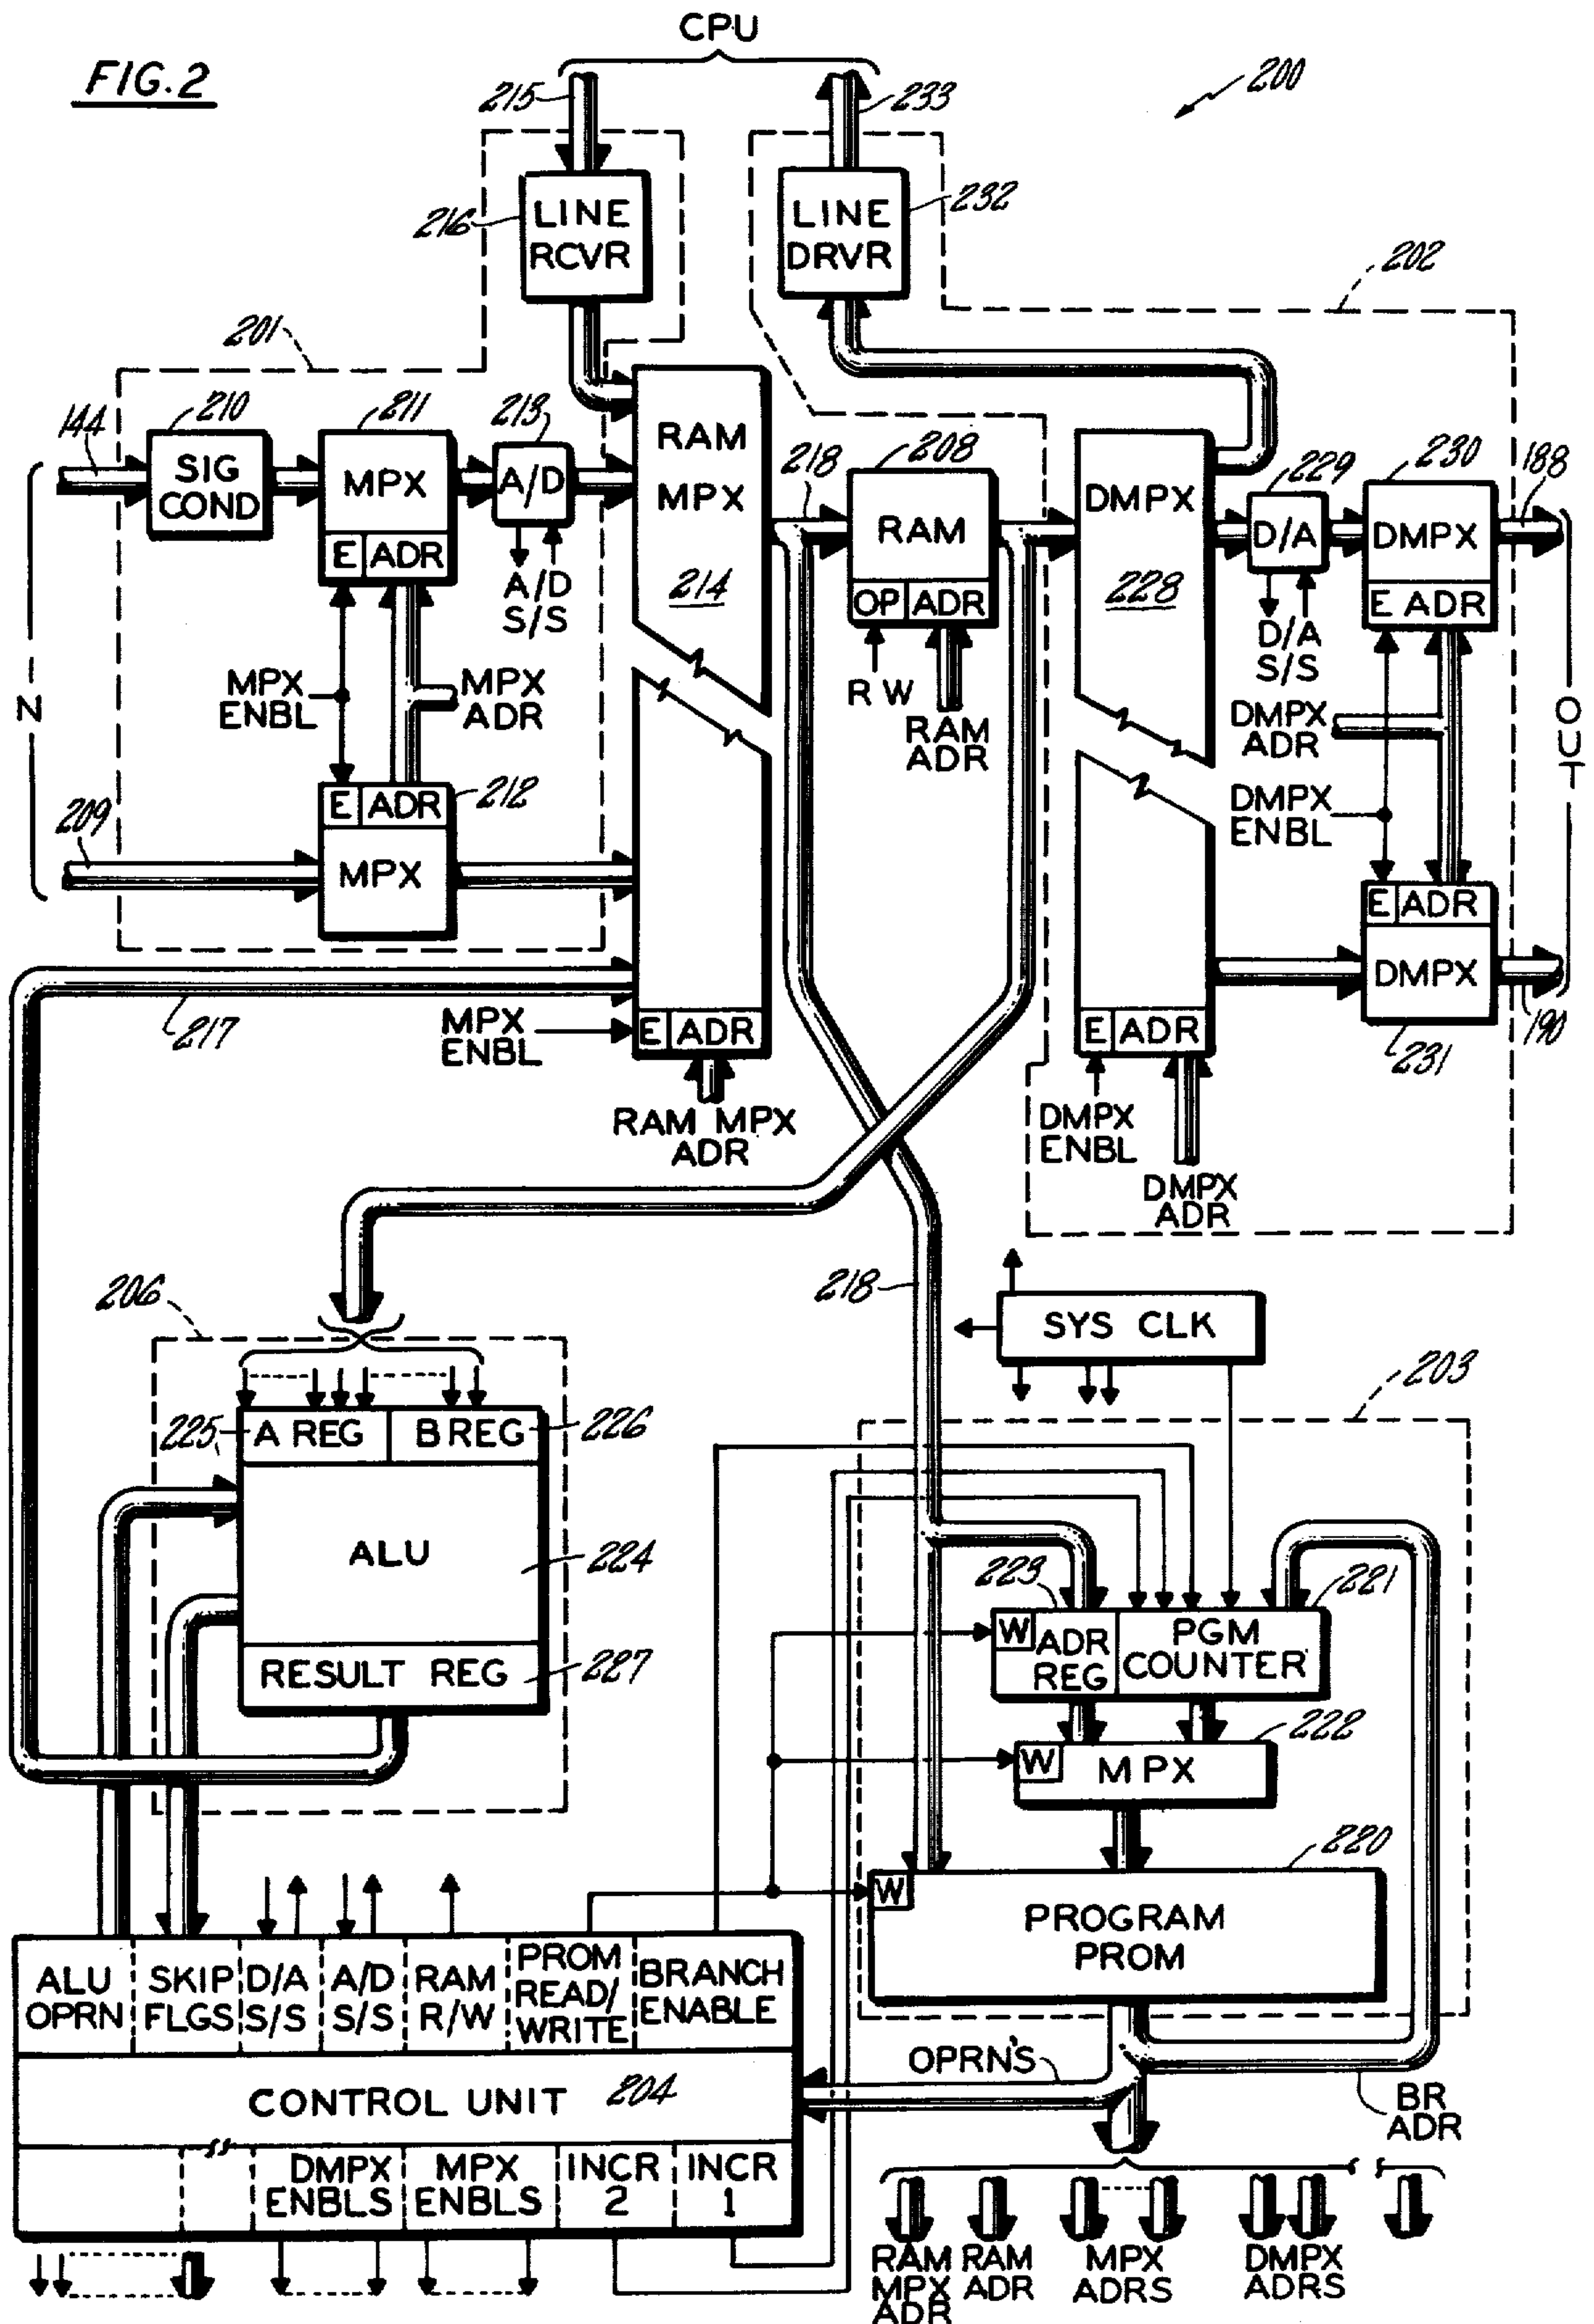 FIG. 2
CPU
200
215
233
216
LINE
RCVR
LINE
DRVR
232
202
201
144
210
SIG
COND
211
MPX
E ADR
213
A/D
A/D
S/S
RAM
MPX
214
218
208
RAM
OP ADR
R W
RAM
ADR
DMPX
228
229
D/A
D/A
S/S
230
DMPX
E ADR
188
IN
OUT
MPX
ENBL
MPX
ADR
DMPX
ADR
DMPX
ENBL
209
E ADR
212
MPX
E ADR
DMPX
231
190
217
MPX
ENBL
E ADR
RAM MPX
ADR
E ADR
DMPX
ENBL
DMPX
ADR
218
SYS CLK
206
203
225
A REG
B REG
226
ALU
224
RESULT REG
227
223
221
W
ADR
REG
PGM
COUNTER
222
W
MPX
220
W
PROGRAM
PROM
ALU
OPRN
SKIP
FLGS
D/A
S/S
A/D
S/S
RAM
R/W
PROM
READ/
WRITE
BRANCH
ENABLE
CONTROL UNIT 204
OPRN'S
BR
ADR
DMPX
ENBLS
MPX
ENBLS
INCR
2
INCR
1
RAM
MPX
ADR
RAM
ADR
MPX
ADRS
DMPX
ADRS